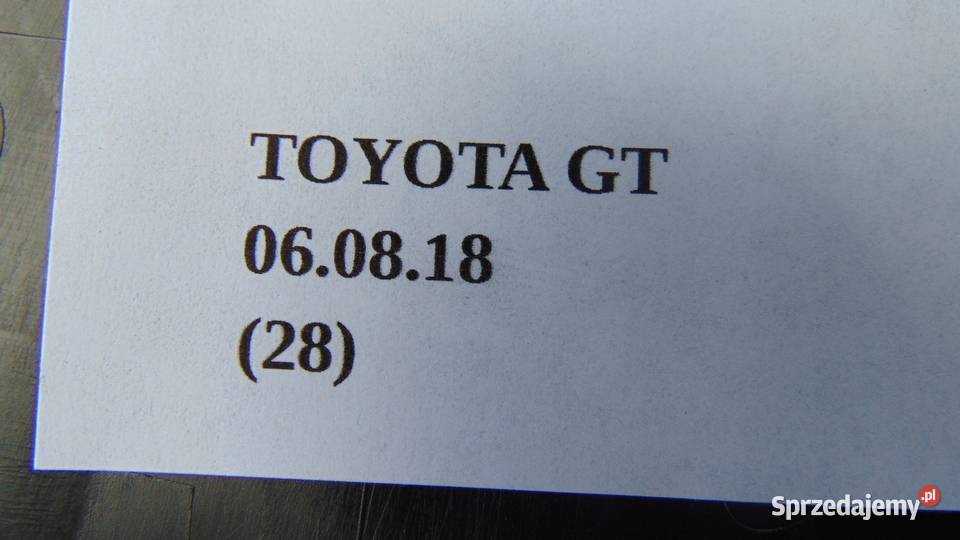 TOYOTA GT
06.08.18
(28)
Sprzedajemy.pl